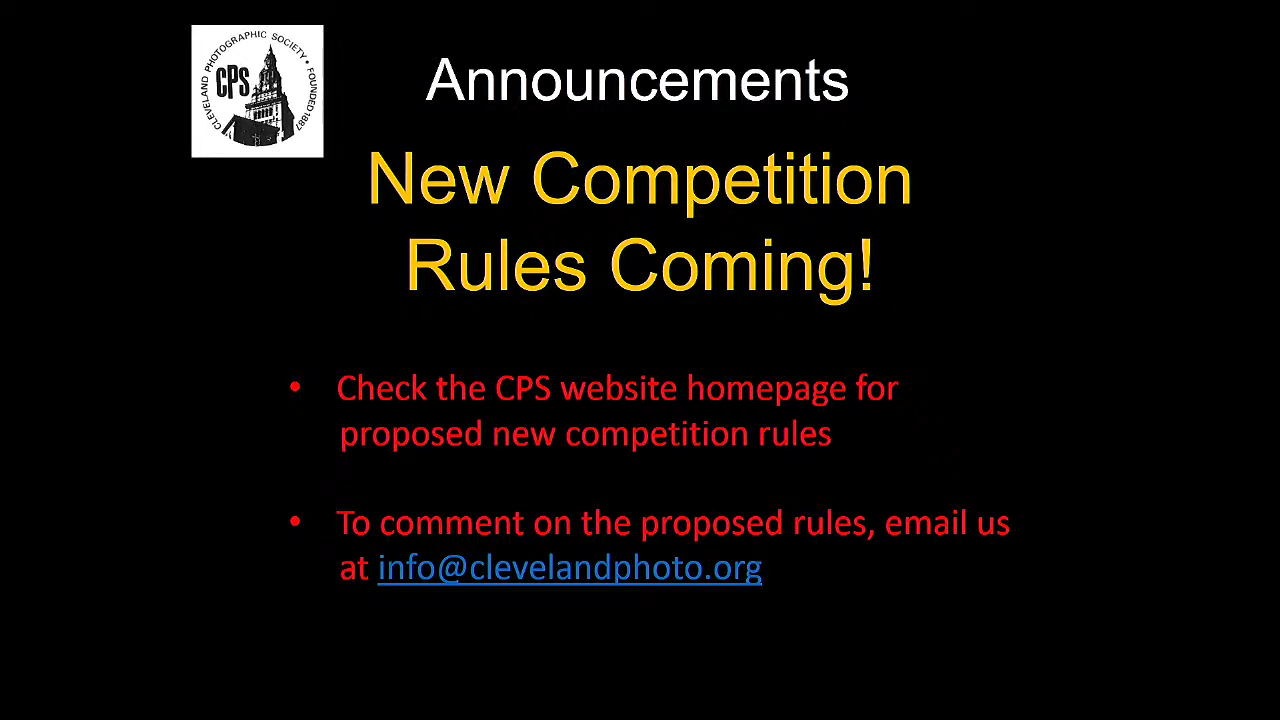 CLEVELAND PHOTOGRAPHIC SOCIETY • FOUNDED 1887
CPS
Announcements
New Competition
Rules Coming!
• Check the CPS website homepage for
proposed new competition rules
• To comment on the proposed rules, email us
at info@clevelandphoto.org